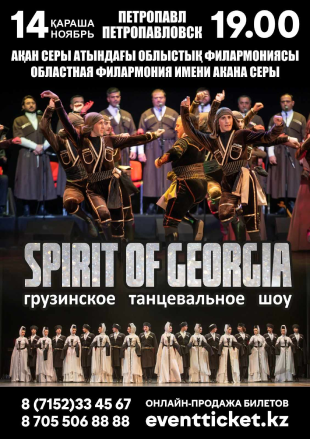 14 ҚАРАША НОЯБРЬ ПЕТРОПАВЛ ПЕТРОПАВЛОВСК 19.00
АҚАН СЕРЫ АТЫНДАҒЫ ОБЛЫСТЫҚ ФИЛАРМОНИЯСЫ
ОБЛАСТНАЯ ФИЛАРМОНИЯ ИМЕНИ АКАНА СЕРЫ
SPIRIT OF GEORGIA
грузинское танцевальное шоу
8 (7152)33 45 67
8 705 506 88 88
ОНЛАЙН-ПРОДАЖА БИЛЕТОВ
eventticket.kz